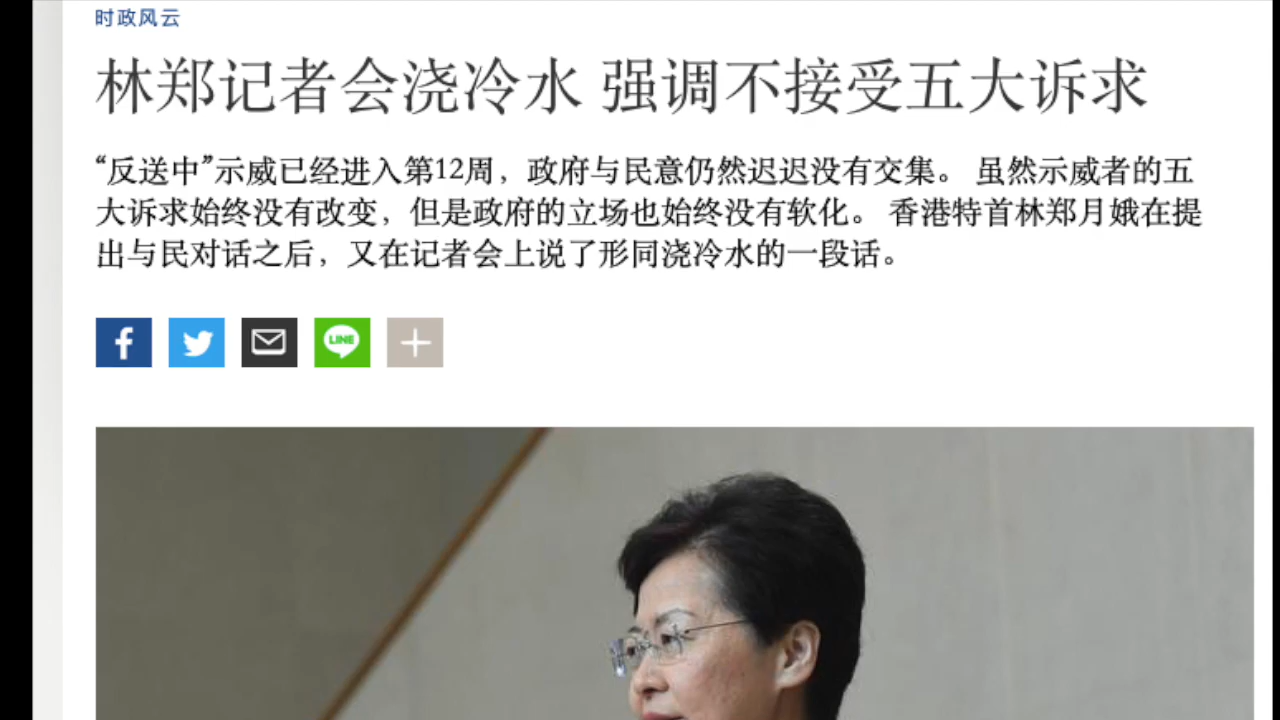 时政风云
林郑记者会浇冷水 强调不接受五大诉求
“反送中”示威已经进入第12周，政府与民意仍然迟迟没有交集。 虽然示威者的五
大诉求始终没有改变，但是政府的立场也始终没有软化。 香港特首林郑月娥在提
出与民对话之后，又在记者会上说了形同浇冷水的一段话。
LINE